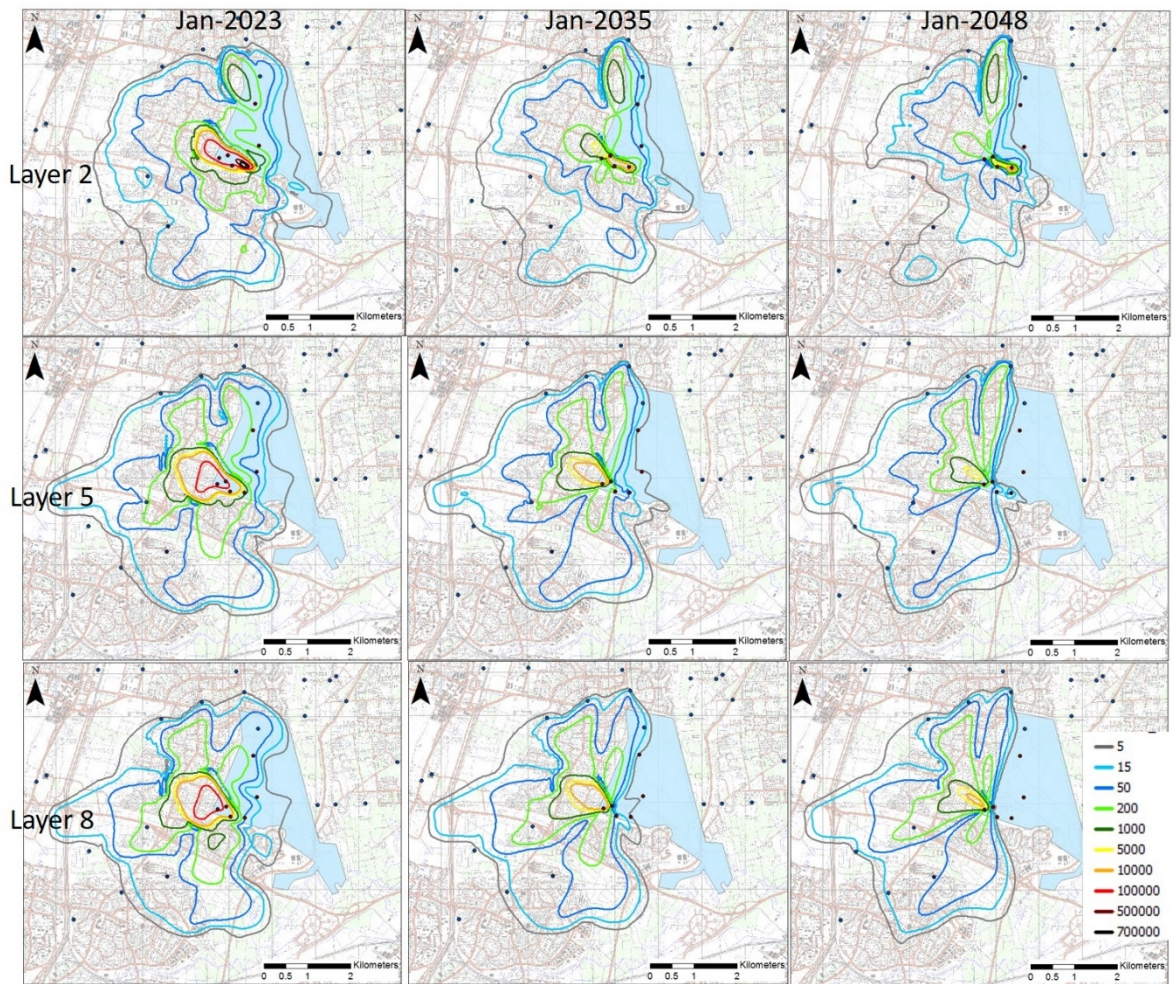 Jan-2023
Jan-2035
Jan-2048
N
N
N
Layer 2
Kilometers
0 0.5 1 2
Kilometers
0 0.5 1 2
Kilometers
0 0.5 1 2
N
N
N
Layer 5
Kilometers
0 0.5 1 2
Kilometers
0 0.5 1 2
Kilometers
0 0.5 1 2
N
N
N
Layer 8
5
15
50
200
1000
5000
10000
100000
500000
700000
Kilometers
0 0.5 1 2
Kilometers
0 0.5 1 2
Kilometers
0 0.5 1 2